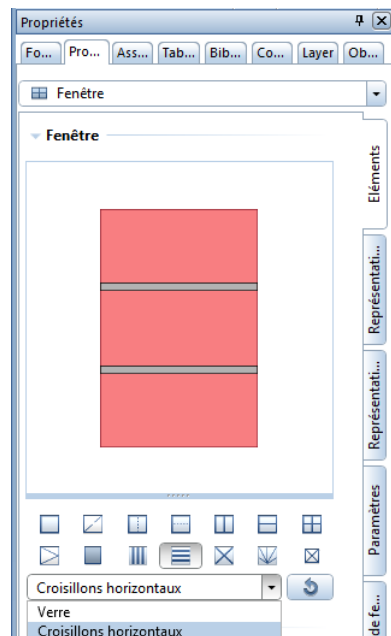 Propriétés
Fo... Pro... Ass... Tab... Bib... Co... Layer Ob...
Fenêtre
Fenêtre
Croisillons horizontaux
Verre
Croisillons horizontaux
Eléments
Représentati...
Représentati...
Paramètres
de fe...